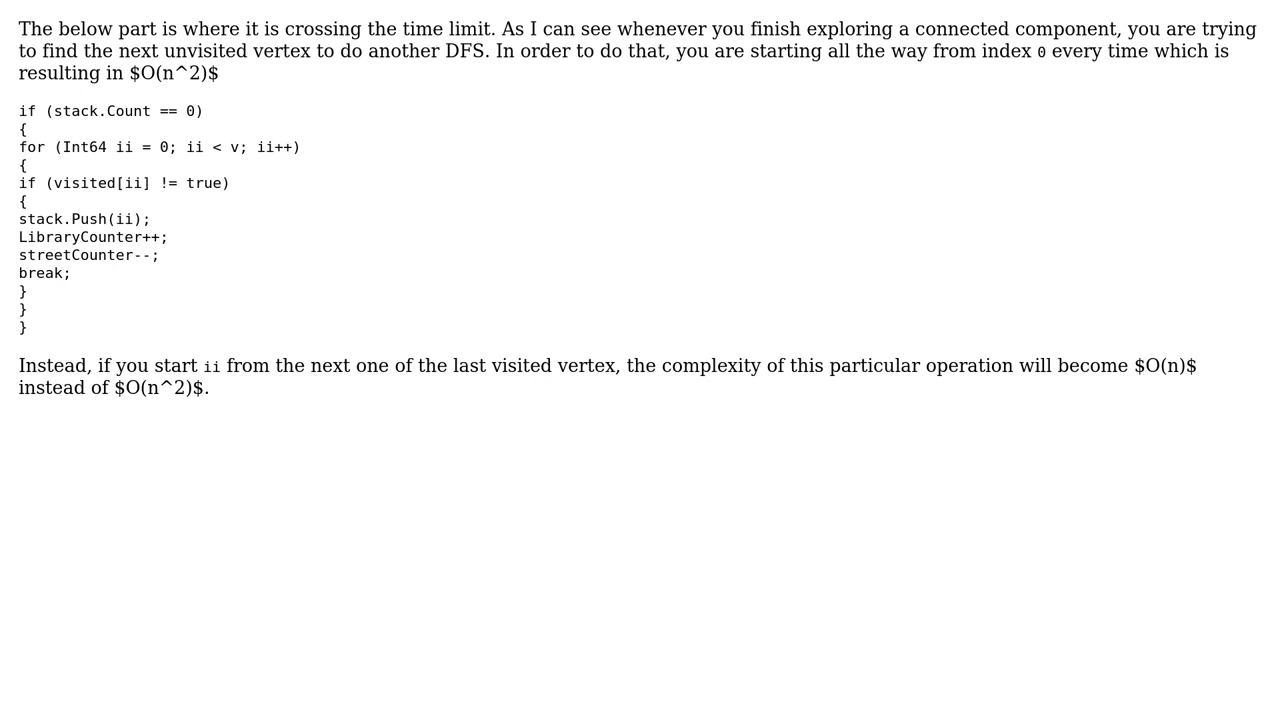 The below part is where it is crossing the time limit. As I can see whenever you finish exploring a connected component, you are trying
to find the next unvisited vertex to do another DFS. In order to do that, you are starting all the way from index 0 every time which is
resulting in $O(n^2)$
if (stack.Count == 0)
{
for (Int64 ii = 0; ii < v; ii++)
{
if (visited[ii] != true)
{
stack.Push(ii);
LibraryCounter++;
streetCounter--;
break;
}
}
}
Instead, if you start ii from the next one of the last visited vertex, the complexity of this particular operation will become $O(n)$
instead of $O(n^2)$.